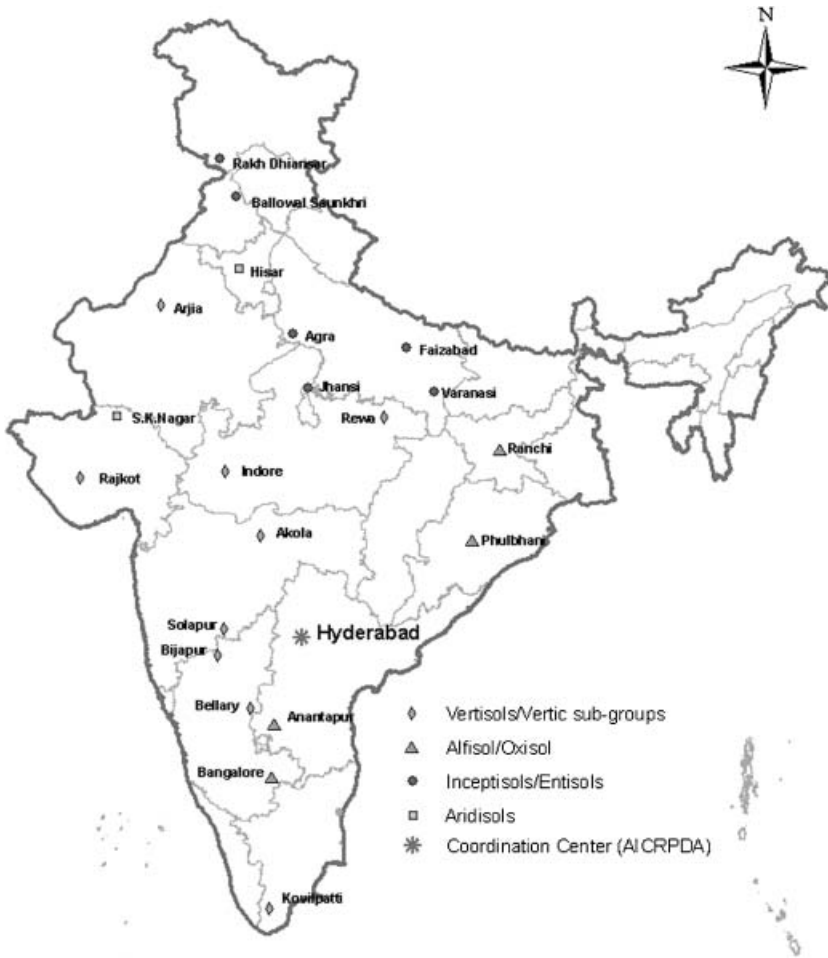 N
Rakh Dhiansar
Ballowal Saunkhri
Hisar
Arjia
Agra
Faizabad
Jhansi
Varanasi
S.K.Nagar
Rewa
Ranchi
Rajkot
Indore
Akola
Phulbhani
Solapur
Hyderabad
Bijapur
Bellary
Anantapur
Bangalore
Kovilpatti
Vertisols/Vertic sub-groups
Alfisol/Oxisol
Inceptisols/Entisols
Aridisols
Coordination Center (AICRPDA)